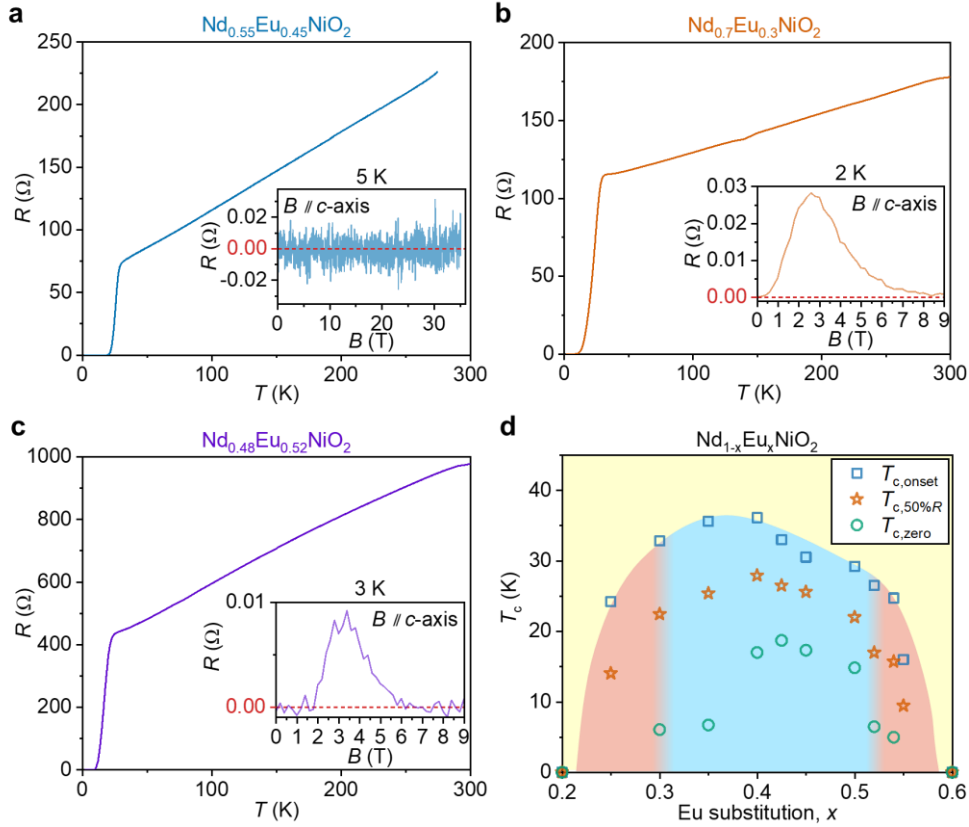 a
Nd₀.₅₅Eu₀.₄₅NiO₂
250
200
150
100
50
0
R (Ω)
0 100 200 300
T (K)
5 K
B // c-axis
0.02
0.00
-0.02
R (Ω)
0 10 20 30
B (T)
b
Nd₀.₇Eu₀.₃NiO₂
200
150
100
50
0
R (Ω)
0 100 200 300
T (K)
2 K
B // c-axis
0.03
0.02
0.01
0.00
R (Ω)
0 1 2 3 4 5 6 7 8 9
B (T)
c
Nd₀.₄₈Eu₀.₅₂NiO₂
1000
800
600
400
200
0
R (Ω)
0 100 200 300
T (K)
3 K
B // c-axis
0.01
0.00
R (Ω)
0 1 2 3 4 5 6 7 8 9
B (T)
d
Nd₁₋ₓEuₓNiO₂
T c,onset
T c,50%R
T c,zero
40
30
20
10
0
T c (K)
0.2 0.3 0.4 0.5 0.6
Eu substitution, x